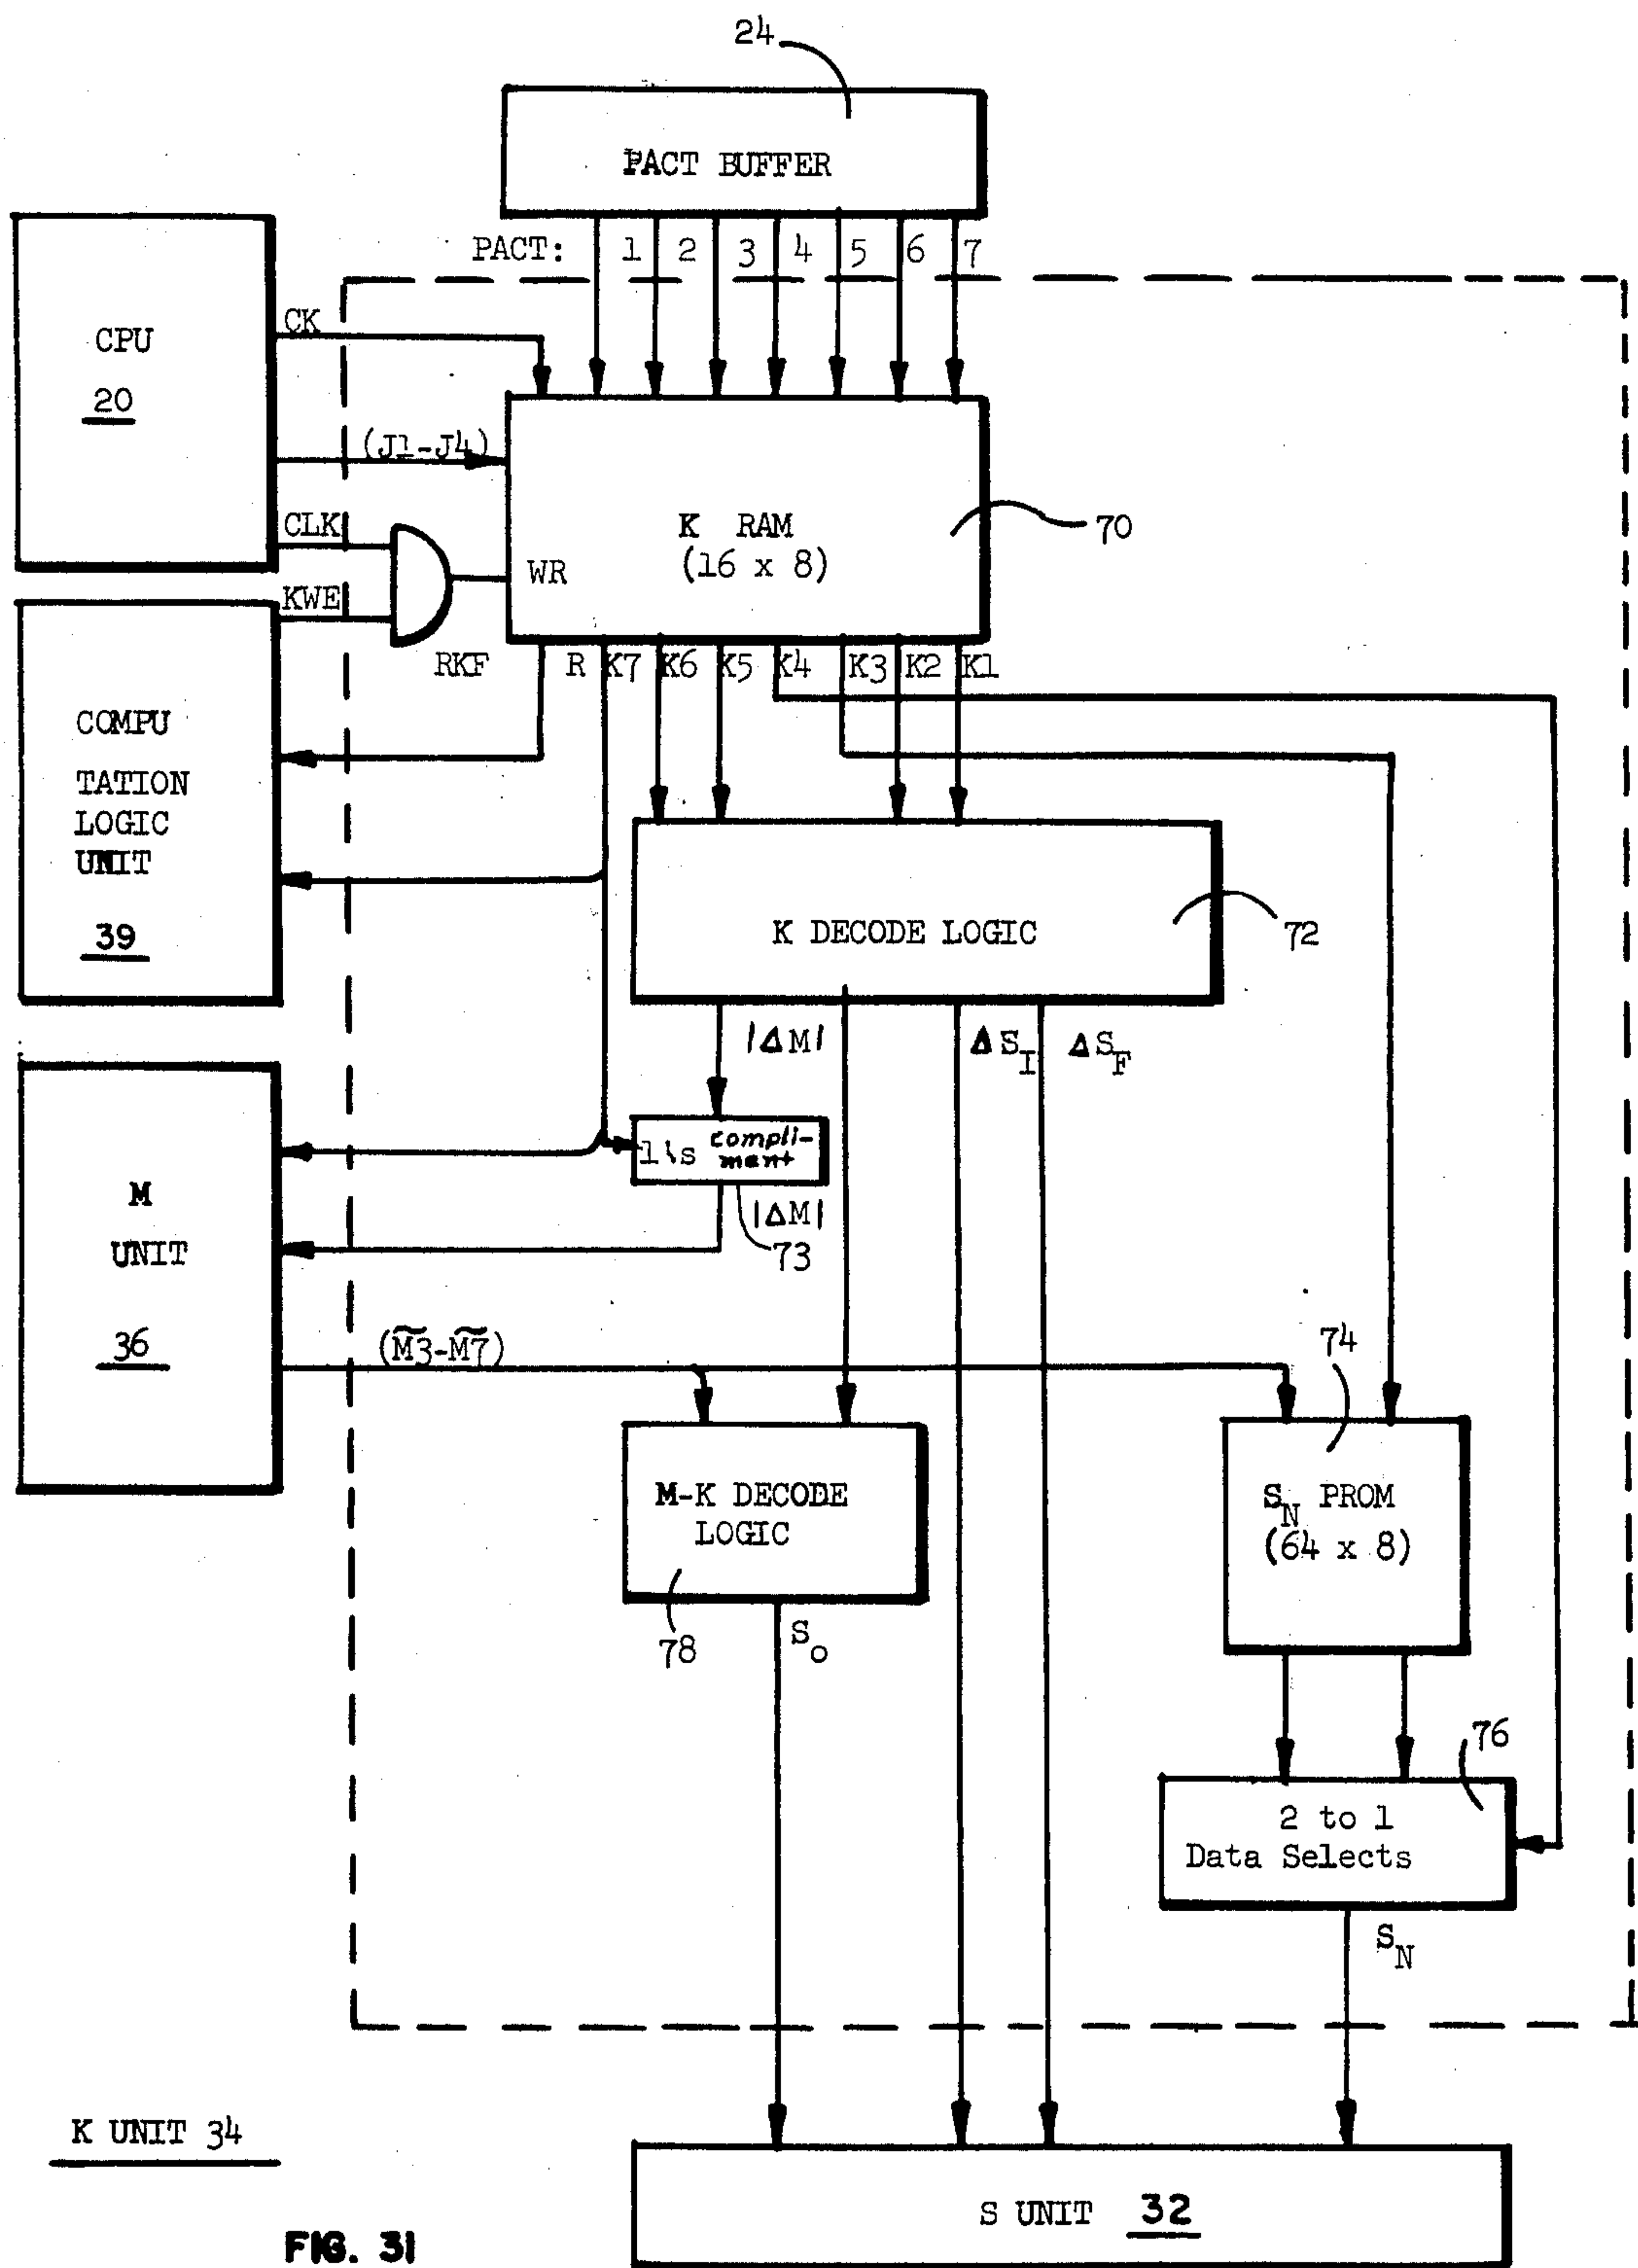 24
PACT BUFFER
PACT: 1 2 3 4 5 6 7
CPU
20
CK
(J1-J4)
CLK
KWE
WR
K RAM
(16 x 8)
70
RKF R K7 K6 K5 K4 K3 K2 K1
COMPU
TATION
LOGIC
UNIT
39
K DECODE LOGIC
72
|ΔM| ΔS_I ΔS_F
1's compli-
ment
|ΔM|
73
M
UNIT
36
(M̃3-M̃7)
74
M-K DECODE
LOGIC
78
S_N PROM
(64 x 8)
S_o
76
2 to 1
Data Selects
S_N
K UNIT 34
S UNIT 32
FIG. 31